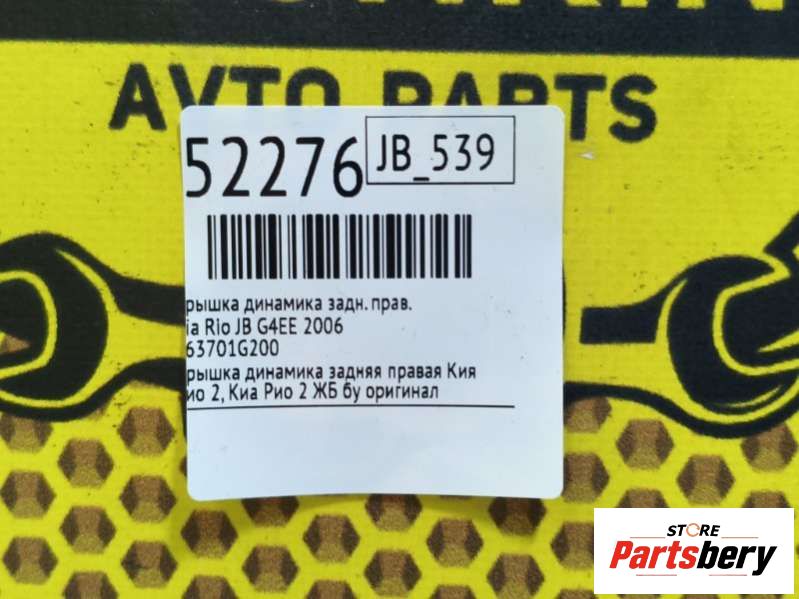 AVTO PARTS
52276
JB_539
рышка динамика задн. прав.
ia Rio JB G4EE 2006
63701G200
рышка динамика задняя правая Кия
ио 2, Киа Рио 2 ЖБ бу оригинал
STORE
Partsbery